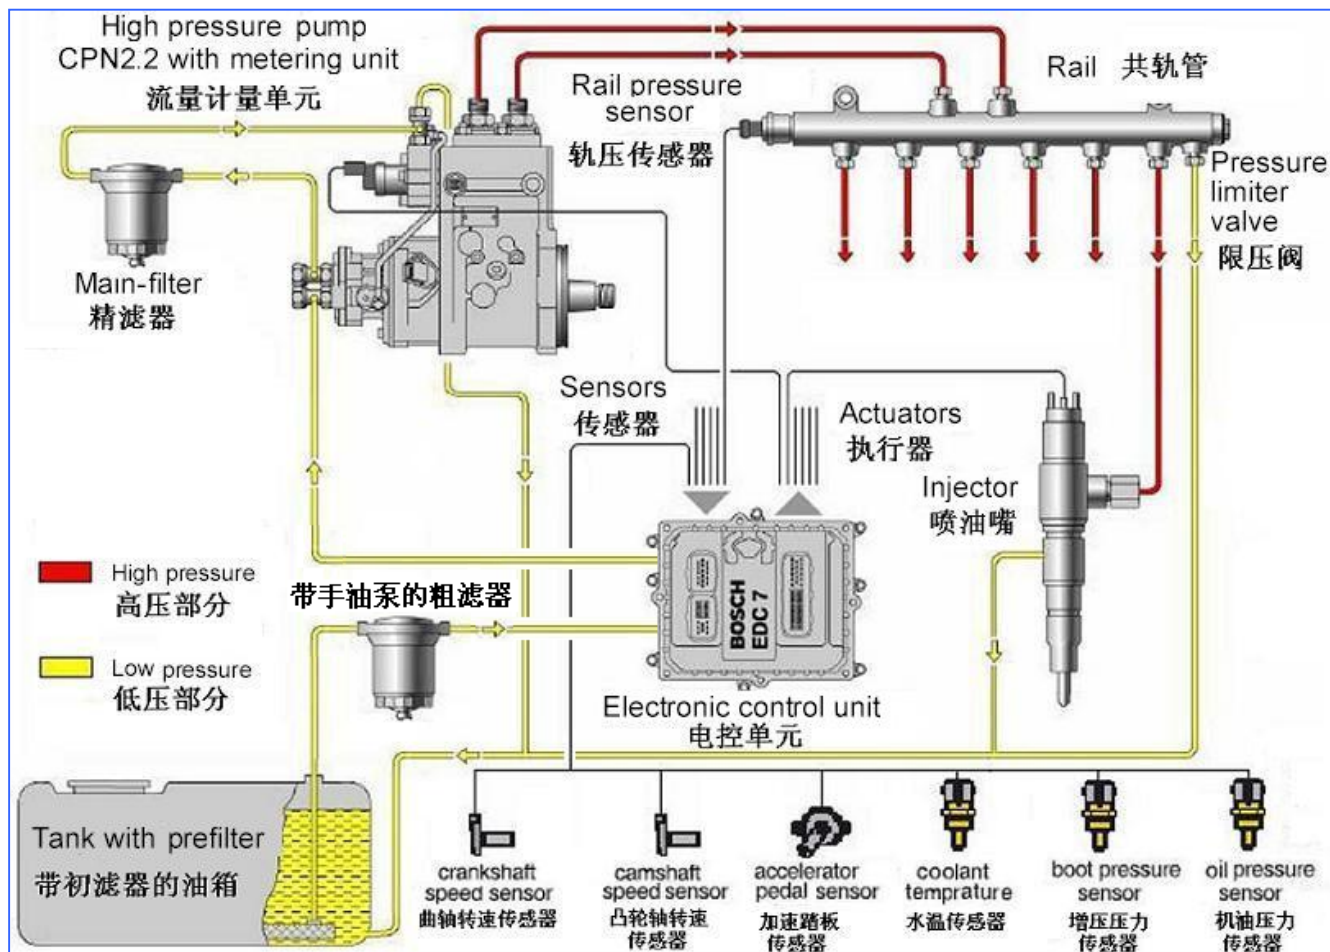 High pressure pump
CPN2.2 with metering unit
流量计量单元
Rail pressure
sensor
轨压传感器
Rail 共轨管
Pressure
limiter
valve
限压阀
Main-filter
精滤器
Sensors
传感器
Actuators
执行器
Injector
喷油嘴
High pressure
高压部分
Low pressure
低压部分
带手油泵的粗滤器
BOSCH
EDC 7
Electronic control unit
电控单元
Tank with prefilter
带初滤器的油箱
crankshaft
speed sensor
曲轴转速传感器
camshaft
speed sensor
凸轮轴转速
传感器
accelerator
pedal sensor
加速踏板
传感器
coolant
temprature
水温传感器
boot pressure
sensor
增压压力
传感器
oil pressure
sensor
机油压力
传感器